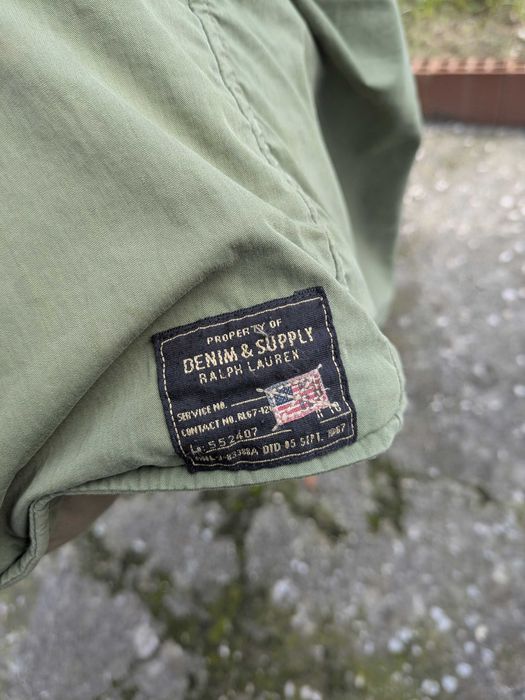 PROPERTY OF
DENIM & SUPPLY
RALPH LAUREN
SERVICE NO.
CONTACT NO. RL67-42
552407
DTD 05 SEPT. 1967